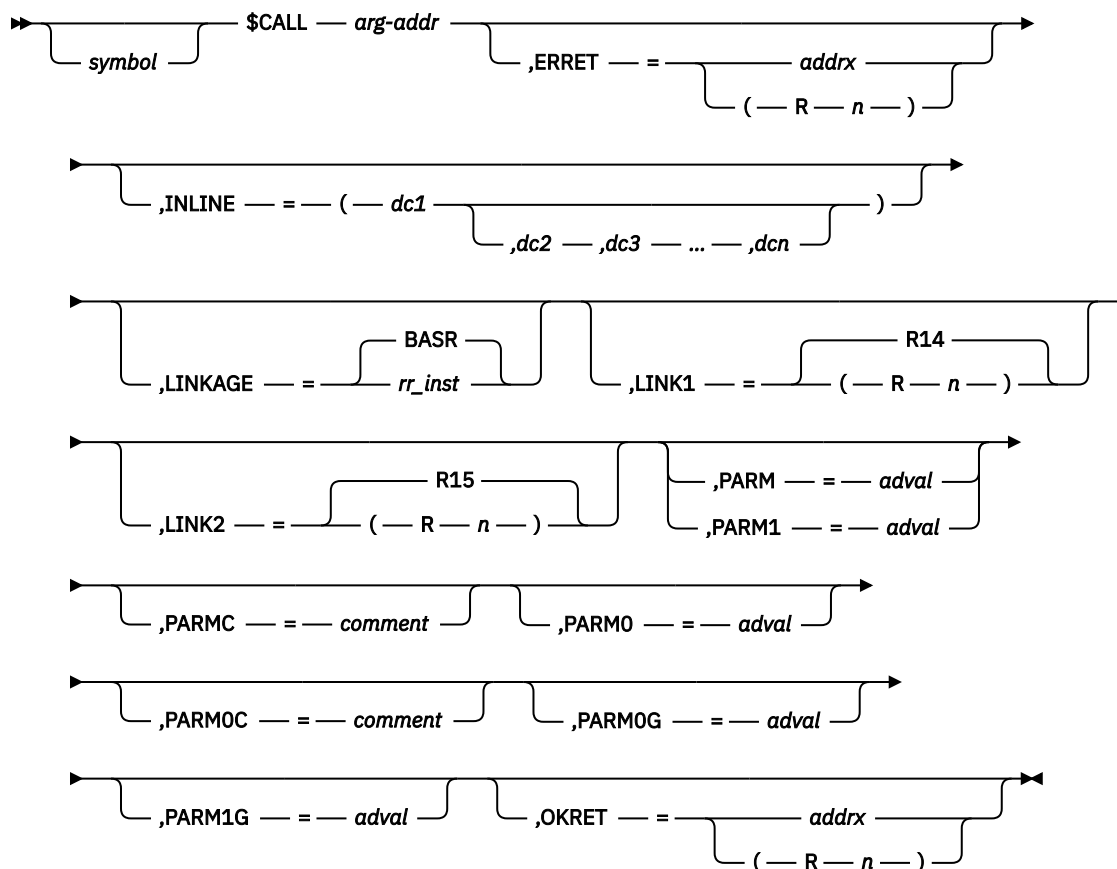 $CALL arg-addr
symbol ,ERRET = addrx
( R n )
,INLINE = ( dc1 )
,dc2 ,dc3 ... ,dcn
BASR R14
,LINKAGE = rr_inst ,LINK1 = ( R n )
R15 ,PARM = adval
,LINK2 = ( R n ) ,PARM1 = adval
,PARMC = comment ,PARM0 = adval
,PARM0C = comment ,PARM0G = adval
,PARM1G = adval ,OKRET = addrx
( R n )